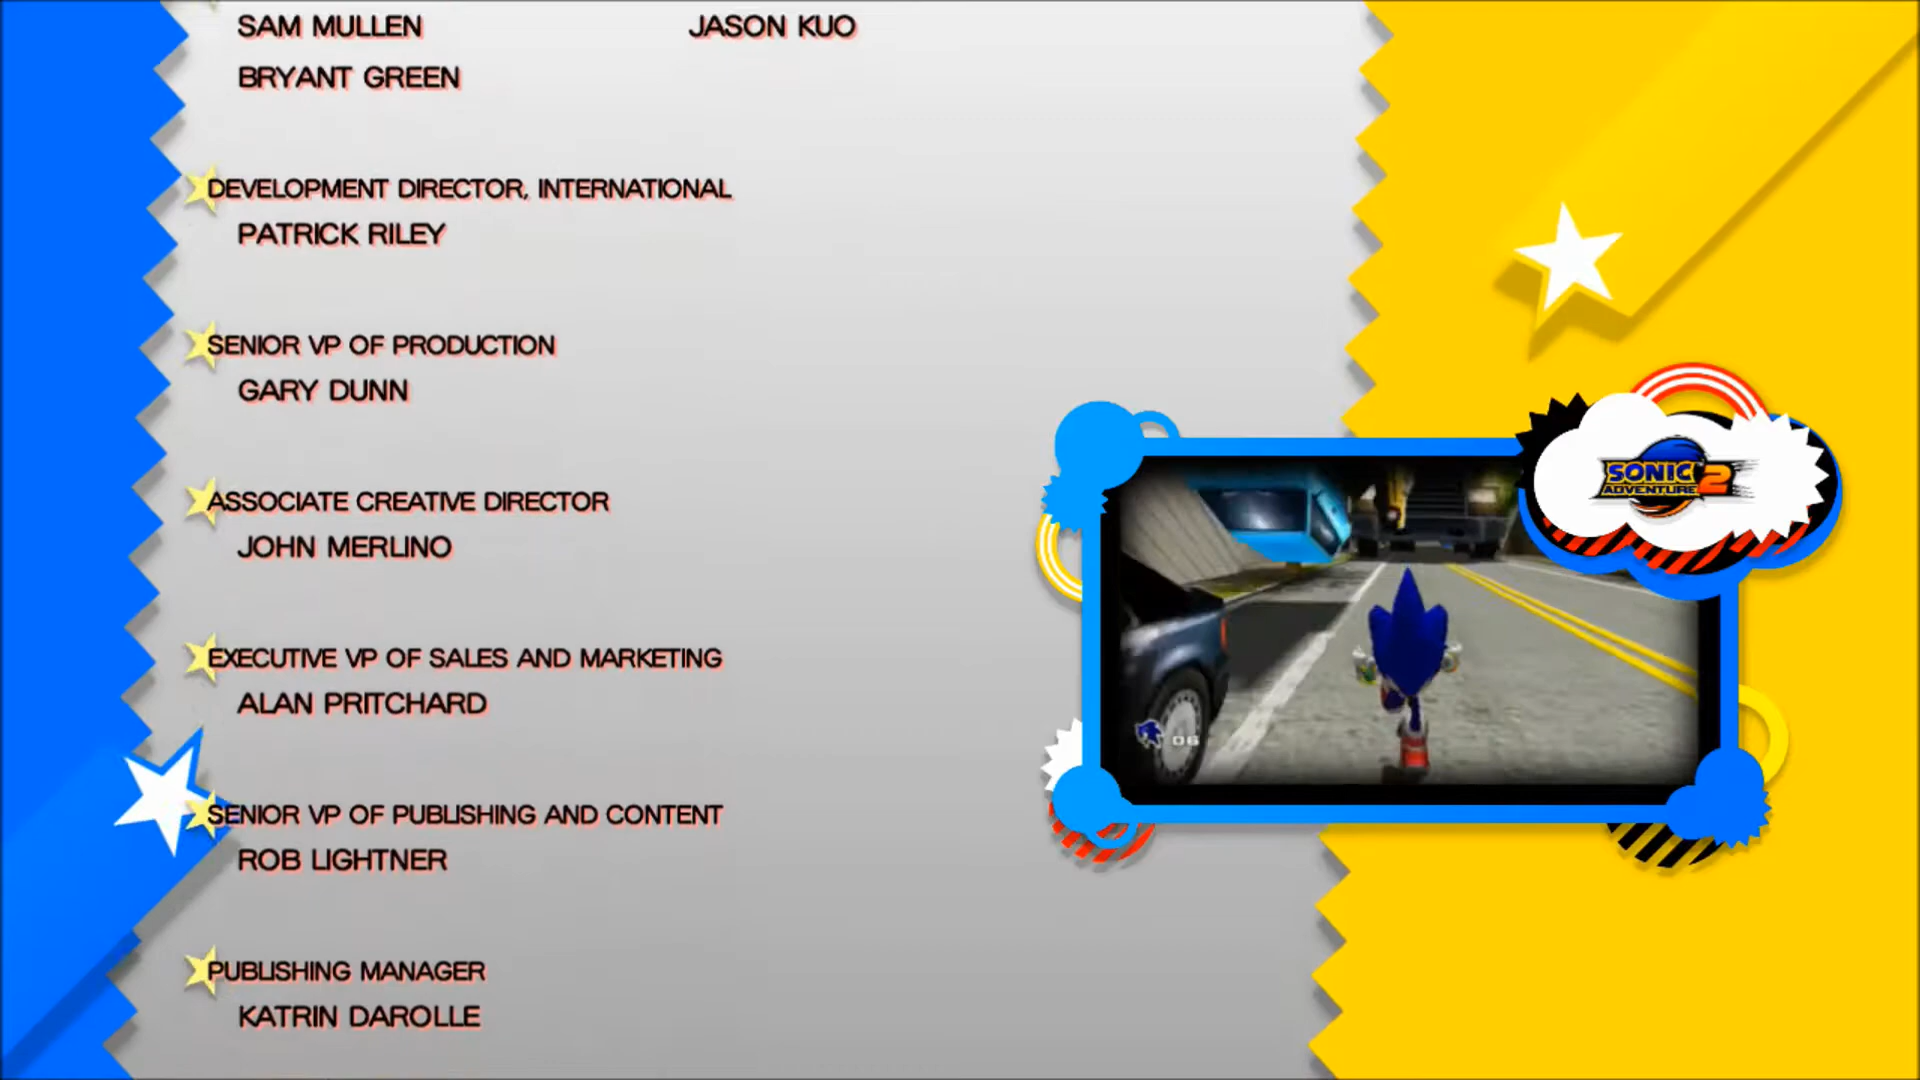 SAM MULLEN JASON KUO
BRYANT GREEN
DEVELOPMENT DIRECTOR, INTERNATIONAL
PATRICK RILEY
SENIOR VP OF PRODUCTION
GARY DUNN
ASSOCIATE CREATIVE DIRECTOR
JOHN MERLINO
EXECUTIVE VP OF SALES AND MARKETING
ALAN PRITCHARD
SENIOR VP OF PUBLISHING AND CONTENT
ROB LIGHTNER
PUBLISHING MANAGER
KATRIN DAROLLE
SONIC
ADVENTURE 2
06